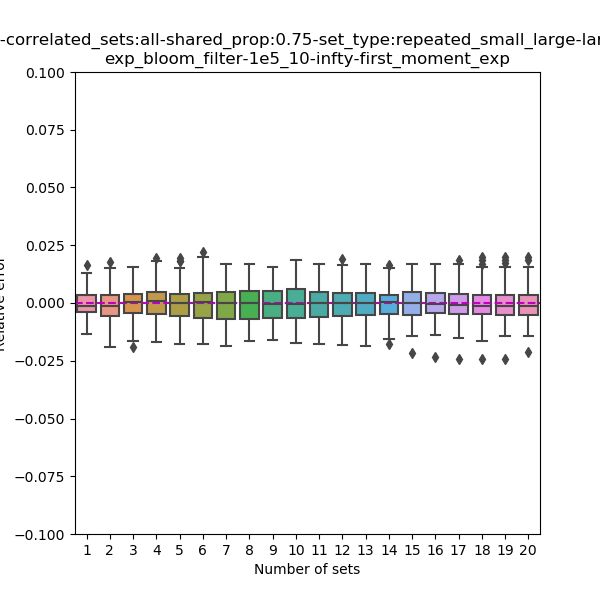 -correlated_sets:all-shared_prop:0.75-set_type:repeated_small_large-lar
exp_bloom_filter-1e5_10-infty-first_moment_exp
0.100
0.075
0.050
0.025
0.000
−0.025
−0.050
−0.075
−0.100
Relative error
1 2 3 4 5 6 7 8 9 10 11 12 13 14 15 16 17 18 19 20
Number of sets